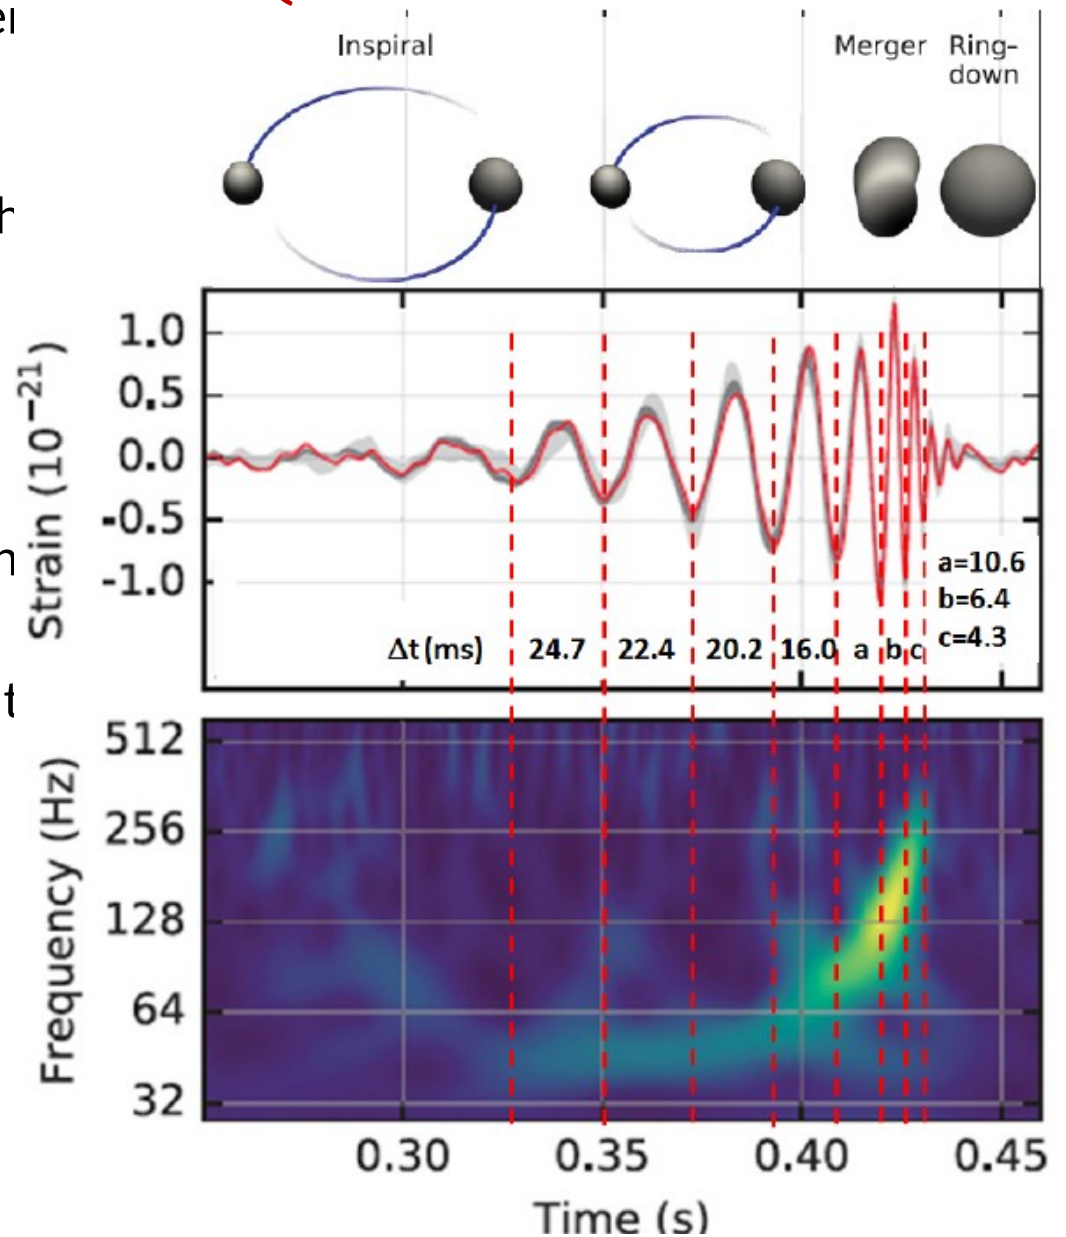 Inspiral
Merger
Ring-
down
Strain (10⁻²¹)
1.0
0.5
0.0
-0.5
-1.0
a=10.6
b=6.4
c=4.3
Δt (ms) 24.7 22.4 20.2 16.0 a b c
Frequency (Hz)
512
256
128
64
32
0.30 0.35 0.40 0.45
Time (s)